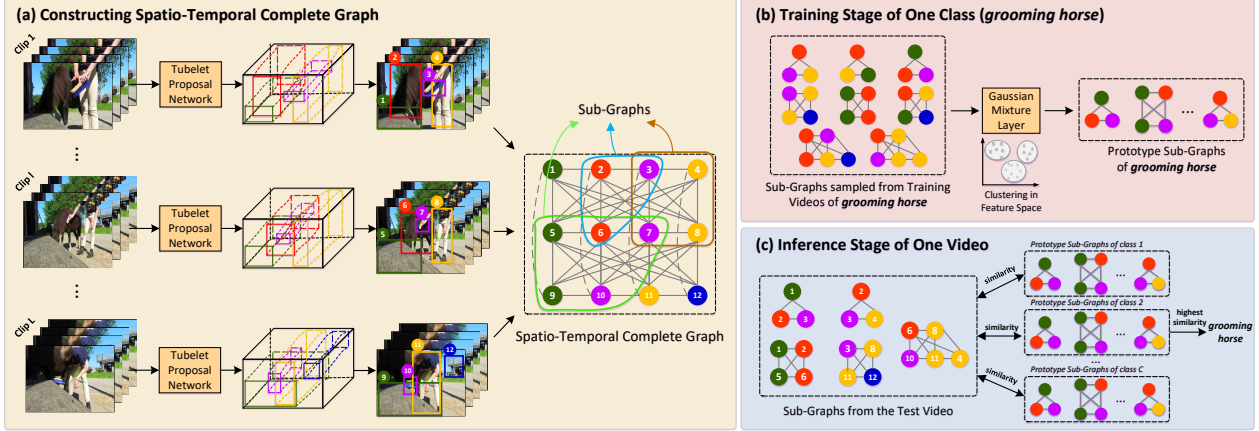 (a) Constructing Spatio-Temporal Complete Graph
Clip 1
Tubelet
Proposal
Network
1
2
3
4
Clip l
Tubelet
Proposal
Network
5
6
7
8
Clip L
Tubelet
Proposal
Network
9
10
11
12
Sub-Graphs
1
2
3
4
5
6
7
8
9
10
11
12
Spatio-Temporal Complete Graph
(b) Training Stage of One Class (grooming horse)
Sub-Graphs sampled from Training
Videos of grooming horse
Gaussian
Mixture
Layer
Clustering in
Feature Space
...
Prototype Sub-Graphs
of grooming horse
(c) Inference Stage of One Video
1
2
3
2
3
4
6
8
10
11
4
1
2
5
6
3
8
11
12
Sub-Graphs from the Test Video
similarity
similarity
similarity
Prototype Sub-Graphs of class 1
...
Prototype Sub-Graphs of class 2
...
...
Prototype Sub-Graphs of class C
...
highest
similarity
grooming
horse